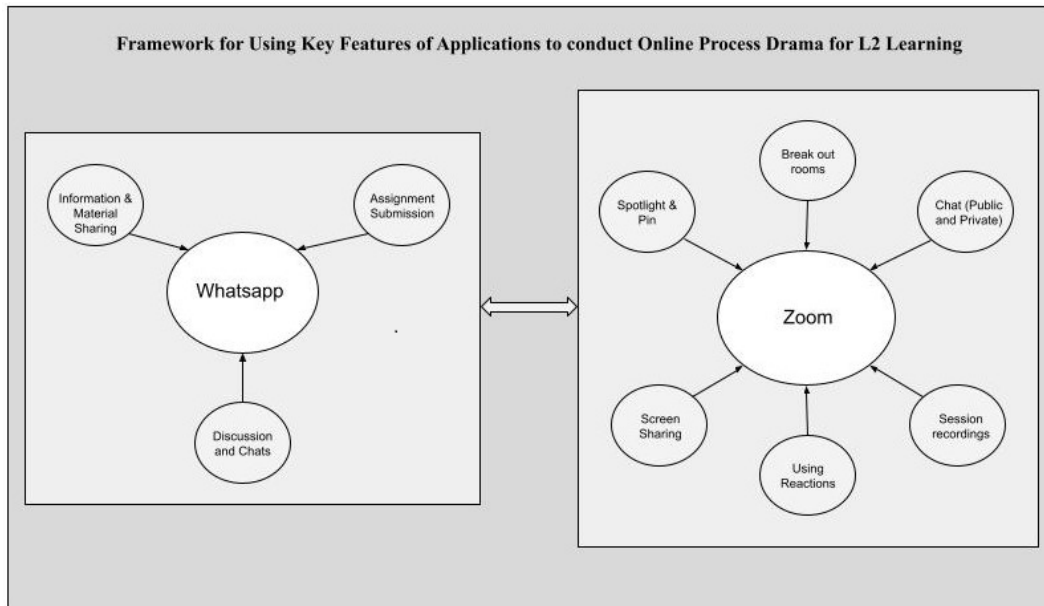 Framework for Using Key Features of Applications to conduct Online Process Drama for L2 Learning
Information &
Material
Sharing
Assignment
Submission
Whatsapp
Discussion
and Chats
Break out
rooms
Spotlight &
Pin
Chat (Public
and Private)
Zoom
Screen
Sharing
Session
recordings
Using
Reactions